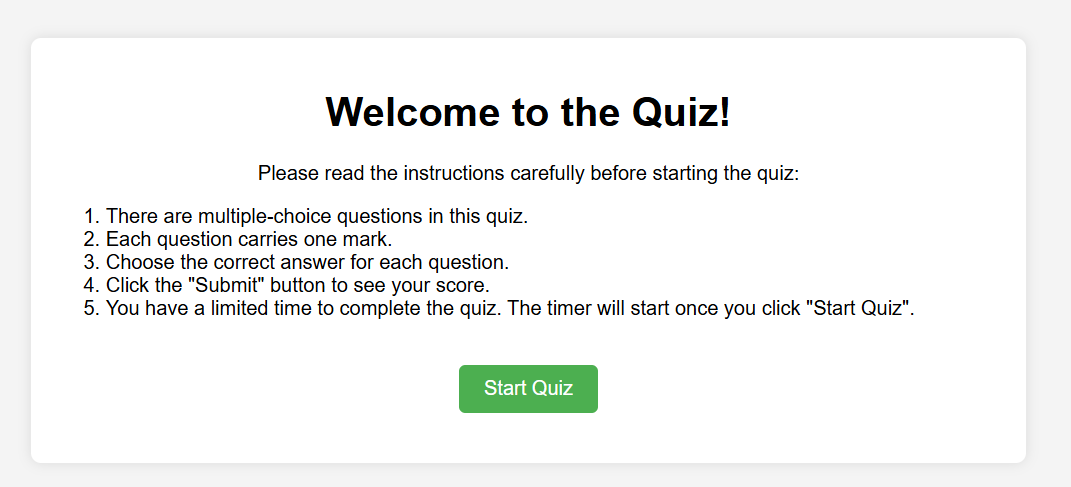 Welcome to the Quiz!
Please read the instructions carefully before starting the quiz:
1. There are multiple-choice questions in this quiz.
2. Each question carries one mark.
3. Choose the correct answer for each question.
4. Click the "Submit" button to see your score.
5. You have a limited time to complete the quiz. The timer will start once you click "Start Quiz".
Start Quiz